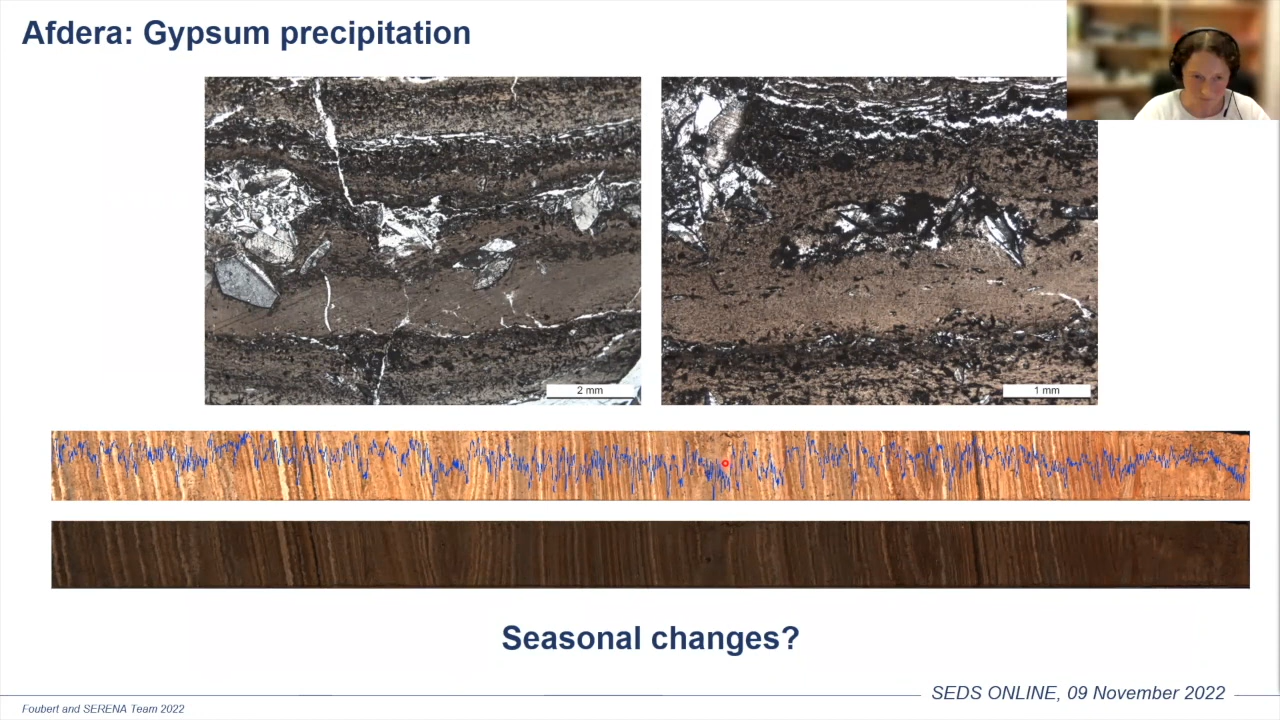 Afdera: Gypsum precipitation
2 mm
1 mm
Seasonal changes?
SEDS ONLINE, 09 November 2022
Foubert and SERENA Team 2022